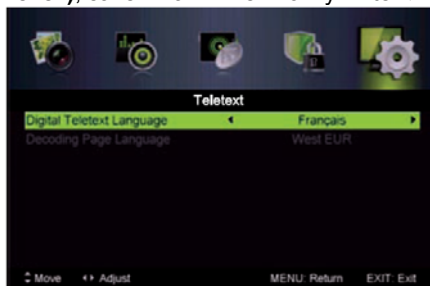 Teletext
Digital Teletext Language Français
Decoding Page Language West EUR
Move Adjust MENU: Return EXIT: Exit